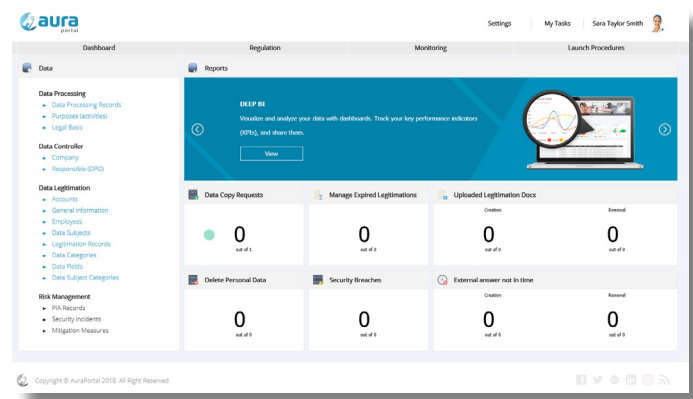 aura
portal
Settings
My Tasks
Sara Taylor Smith
Dashboard
Regulation
Monitoring
Launch Procedures
Data
Data Processing
Data Processing Records
Purposes (activities)
Legal Basis
Data Controller
Company
Responsible (DPO)
Data Legitimation
Accounts
General Information
Employees
Data Subjects
Legitimation Records
Data Categories
Data Fields
Data Subject Categories
Risk Management
PIA Records
Security Incidents
Mitigation Measures
Reports
DEEP BI
Visualize and analyze your data with dashboards. Track your key performance indicators
(KPIs), and share them.
View
Data Copy Requests
0
out of 1
Manage Expired Legitimations
0
out of 0
Uploaded Legitimation Docs
Creation
Renewal
0
0
out of 0
out of 0
Delete Personal Data
0
out of 0
Security Breaches
0
out of 0
External answer not in time
Creation
Renewal
0
0
out of 0
out of 0
Copyright © AuraPortal 2018. All Right Reserved.